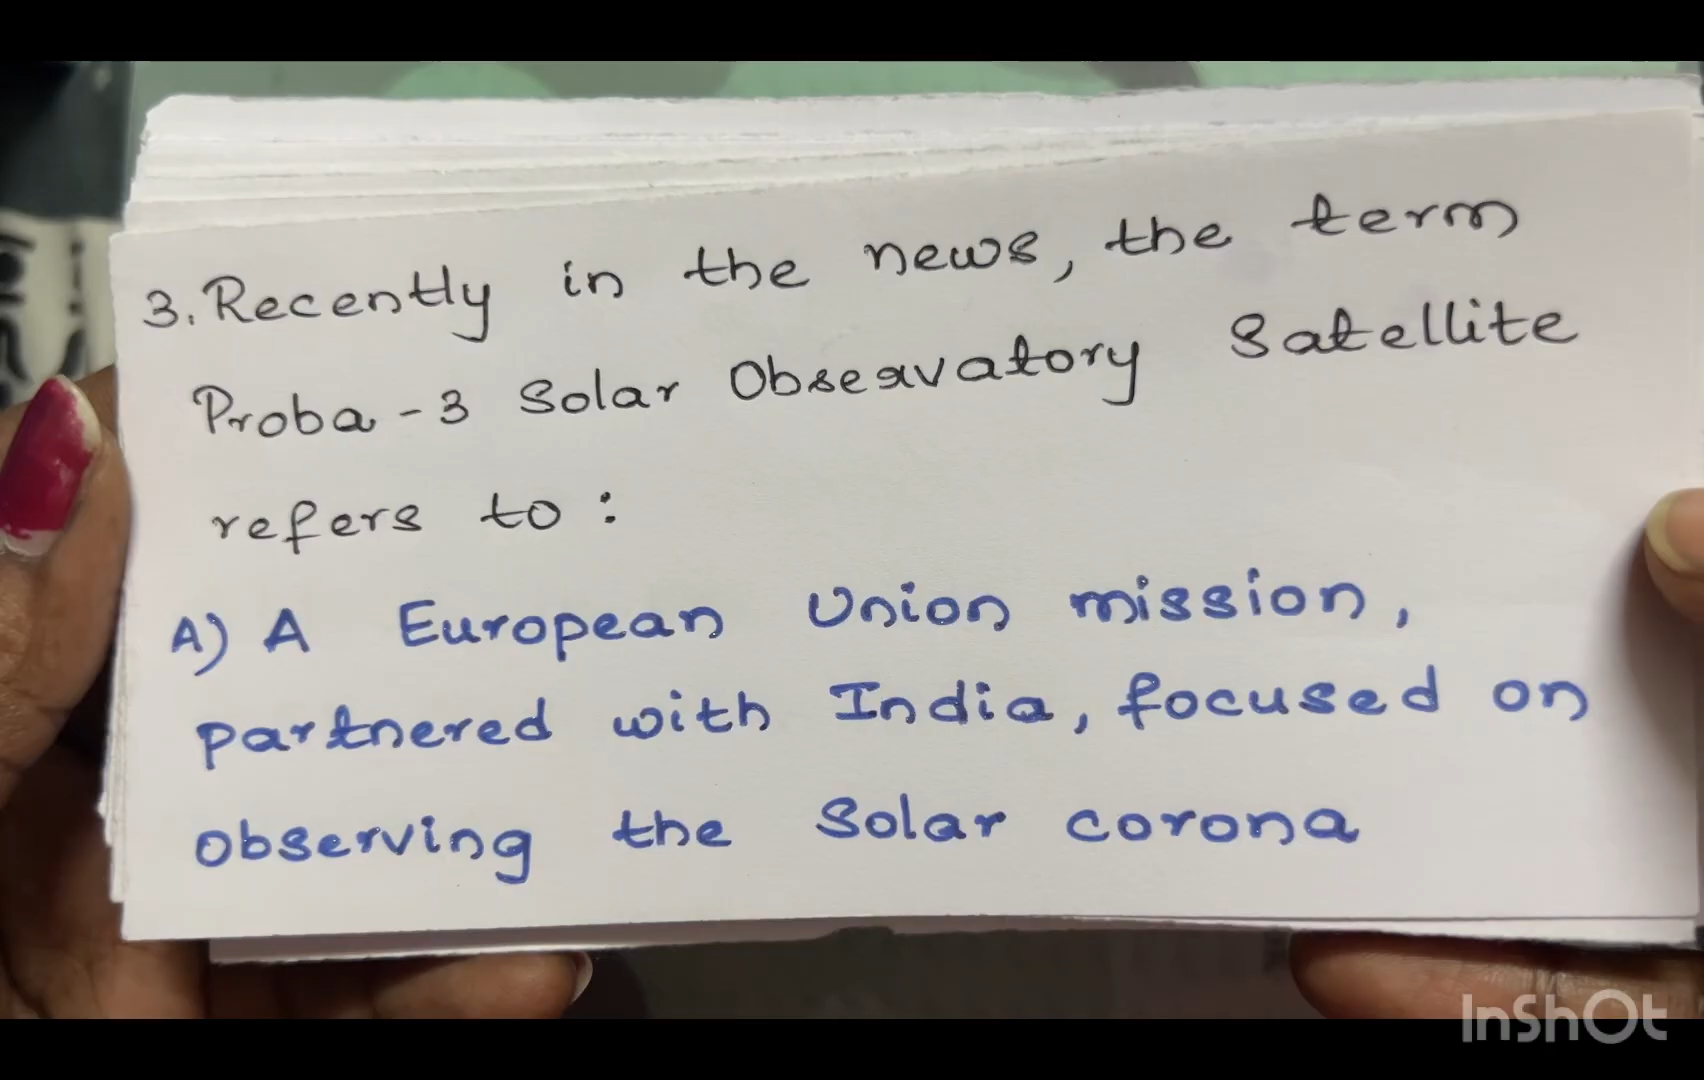 3. Recently in the news, the term
Proba-3 Solar Observatory Satellite
refers to :
A) A European Union mission,
partnered with India, focused on
observing the Solar corona
InShOt